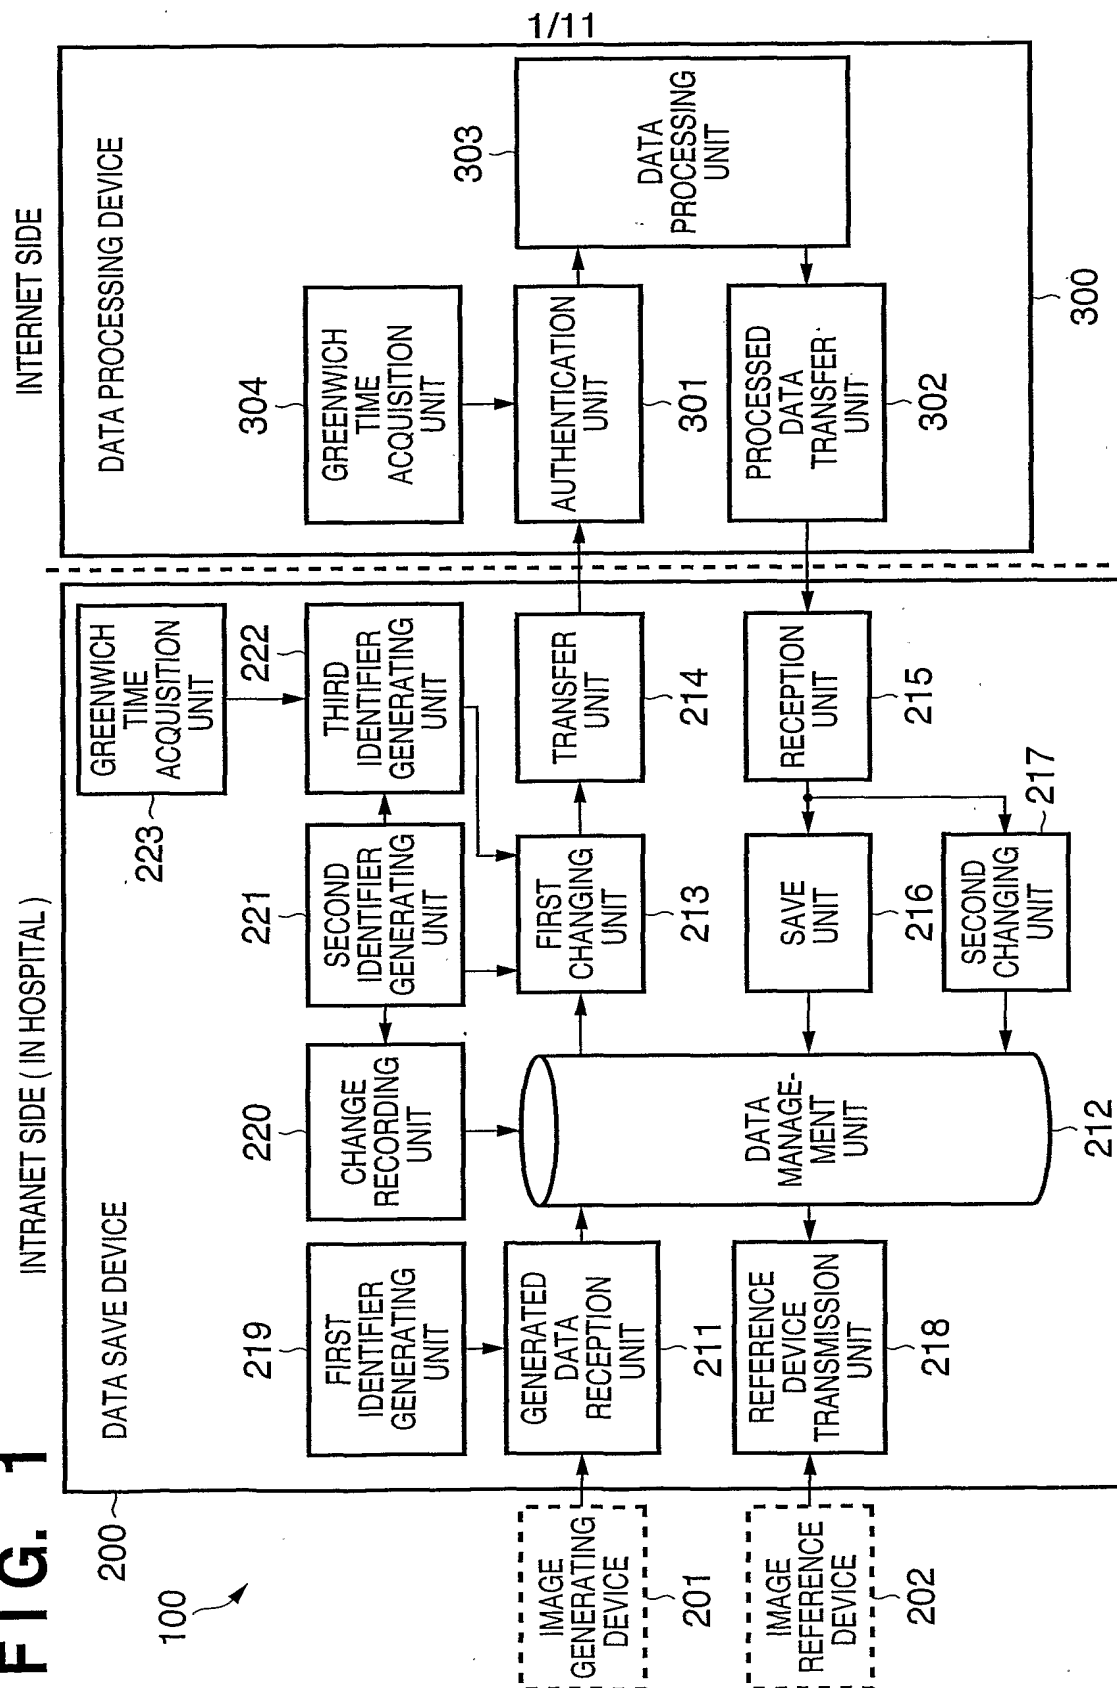 1/11
FIG. 1
INTRANET SIDE (IN HOSPITAL)
INTERNET SIDE
100
200
DATA SAVE DEVICE
DATA PROCESSING DEVICE
300
223
GREENWICH
TIME
ACQUISITION
UNIT
219
FIRST
IDENTIFIER
GENERATING
UNIT
220
CHANGE
RECORDING
UNIT
221
SECOND
IDENTIFIER
GENERATING
UNIT
222
THIRD
IDENTIFIER
GENERATING
UNIT
304
GREENWICH
TIME
ACQUISITION
UNIT
IMAGE
GENERATING
DEVICE
201
GENERATED
DATA
RECEPTION
UNIT
211
DATA
MANAGE-
MENT
UNIT
212
FIRST
CHANGING
UNIT
213
TRANSFER
UNIT
214
AUTHENTICATION
UNIT
301
303
DATA
PROCESSING
UNIT
IMAGE
REFERENCE
DEVICE
202
REFERENCE
DEVICE
TRANSMISSION
UNIT
218
SAVE
UNIT
216
RECEPTION
UNIT
215
PROCESSED
DATA
TRANSFER
UNIT
302
SECOND
CHANGING
UNIT
217